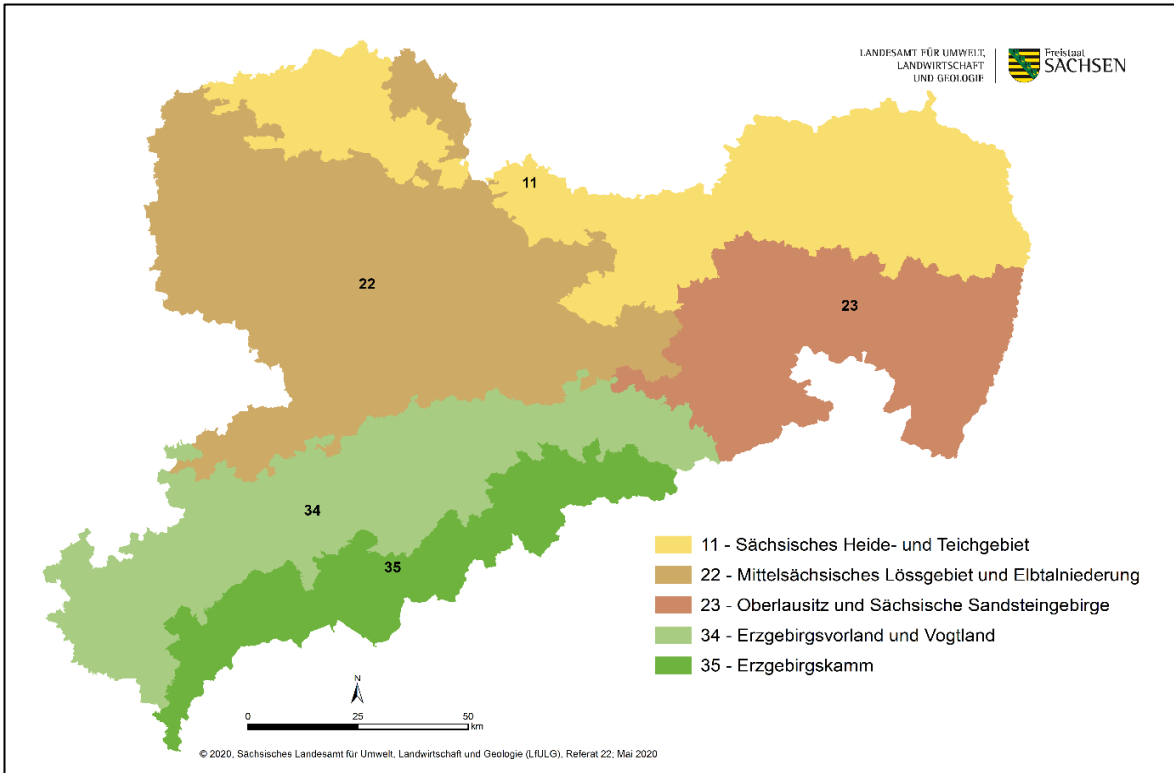 LANDESAMT FÜR UMWELT,
LANDWIRTSCHAFT
UND GEOLOGIE
Freistaat
SACHSEN
11
22
23
34
35
11 - Sächsisches Heide- und Teichgebiet
22 - Mittelsächsisches Lössgebiet und Elbtalniederung
23 - Oberlausitz und Sächsische Sandsteingebirge
34 - Erzgebirgsvorland und Vogtland
35 - Erzgebirgskamm
N
0 25 50
km
© 2020, Sächsisches Landesamt für Umwelt, Landwirtschaft und Geologie (LfULG), Referat 22; Mai 2020